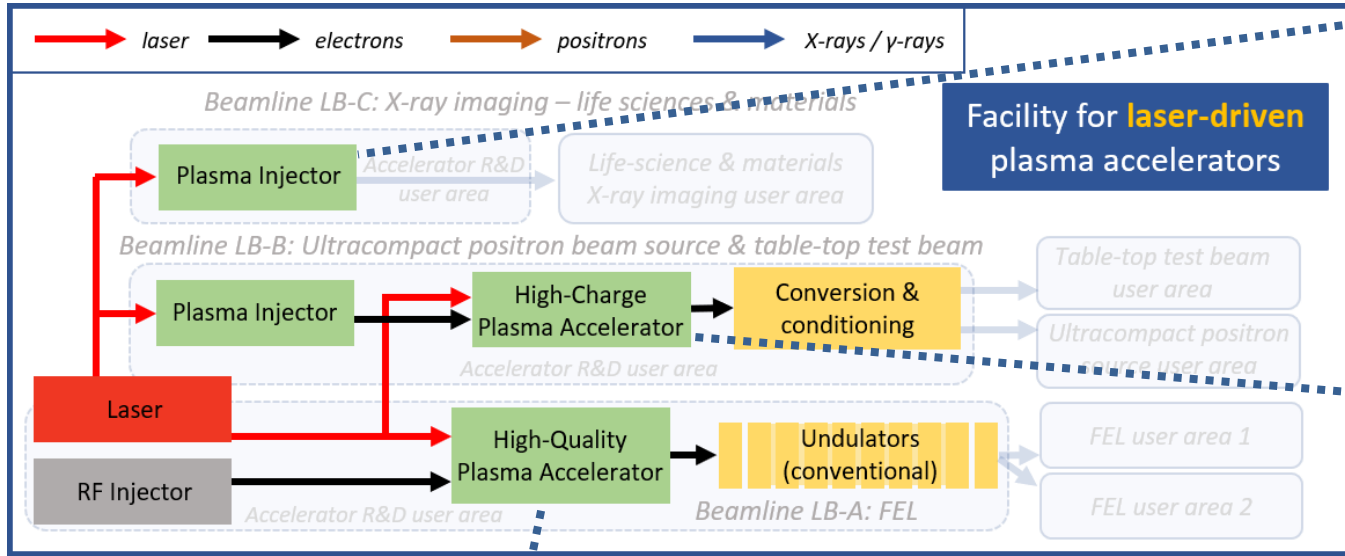 laser
electrons
positrons
X-rays / γ-rays
Beamline LB-C: X-ray imaging – life sciences & materials
Facility for laser-driven
plasma accelerators
Plasma Injector
Accelerator R&D
user area
Life-science & materials
X-ray imaging user area
Beamline LB-B: Ultracompact positron beam source & table-top test beam
Plasma Injector
High-Charge
Plasma Accelerator
Conversion &
conditioning
Table-top test beam
user area
Ultracompact positron
source user area
Accelerator R&D user area
Laser
RF Injector
High-Quality
Plasma Accelerator
Undulators
(conventional)
FEL user area 1
FEL user area 2
Accelerator R&D user area
Beamline LB-A: FEL